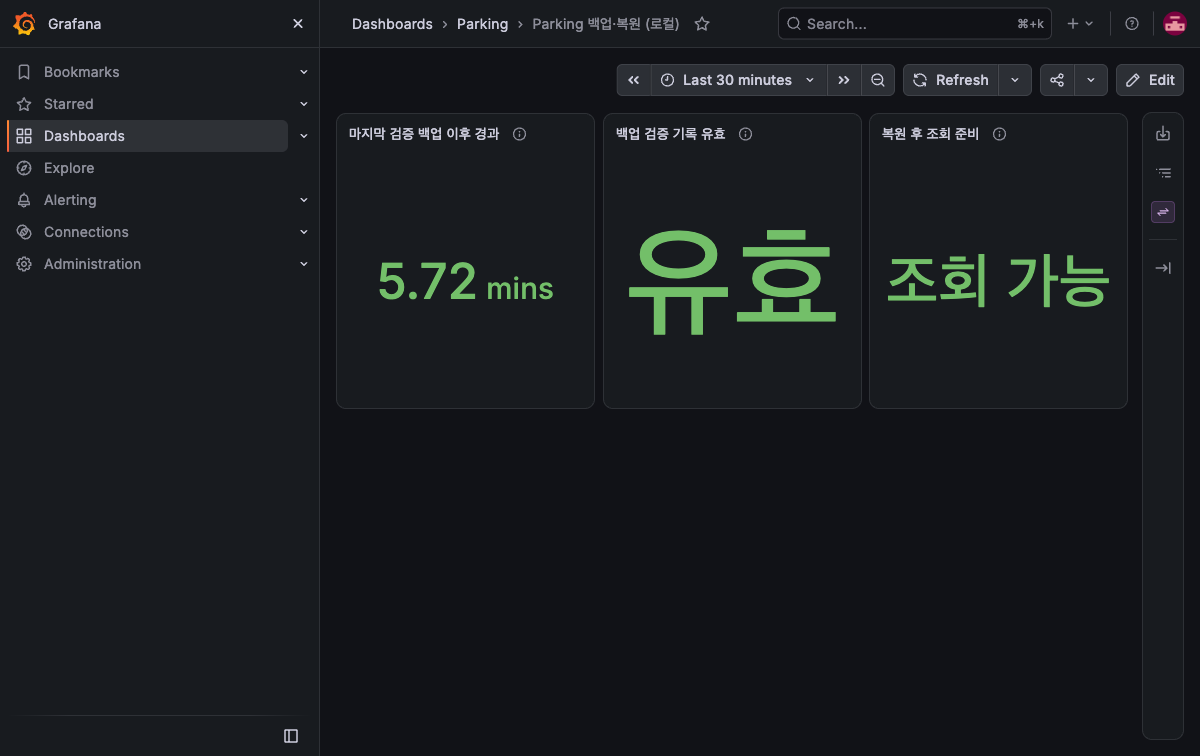 Grafana
Dashboards › Parking › Parking 백업·복원 (로컬)
Search...
⌘+k
Bookmarks
Starred
Dashboards
Explore
Alerting
Connections
Administration
Last 30 minutes
Refresh
Edit
마지막 검증 백업 이후 경과
5.72 mins
백업 검증 기록 유효
유효
복원 후 조회 준비
조회 가능